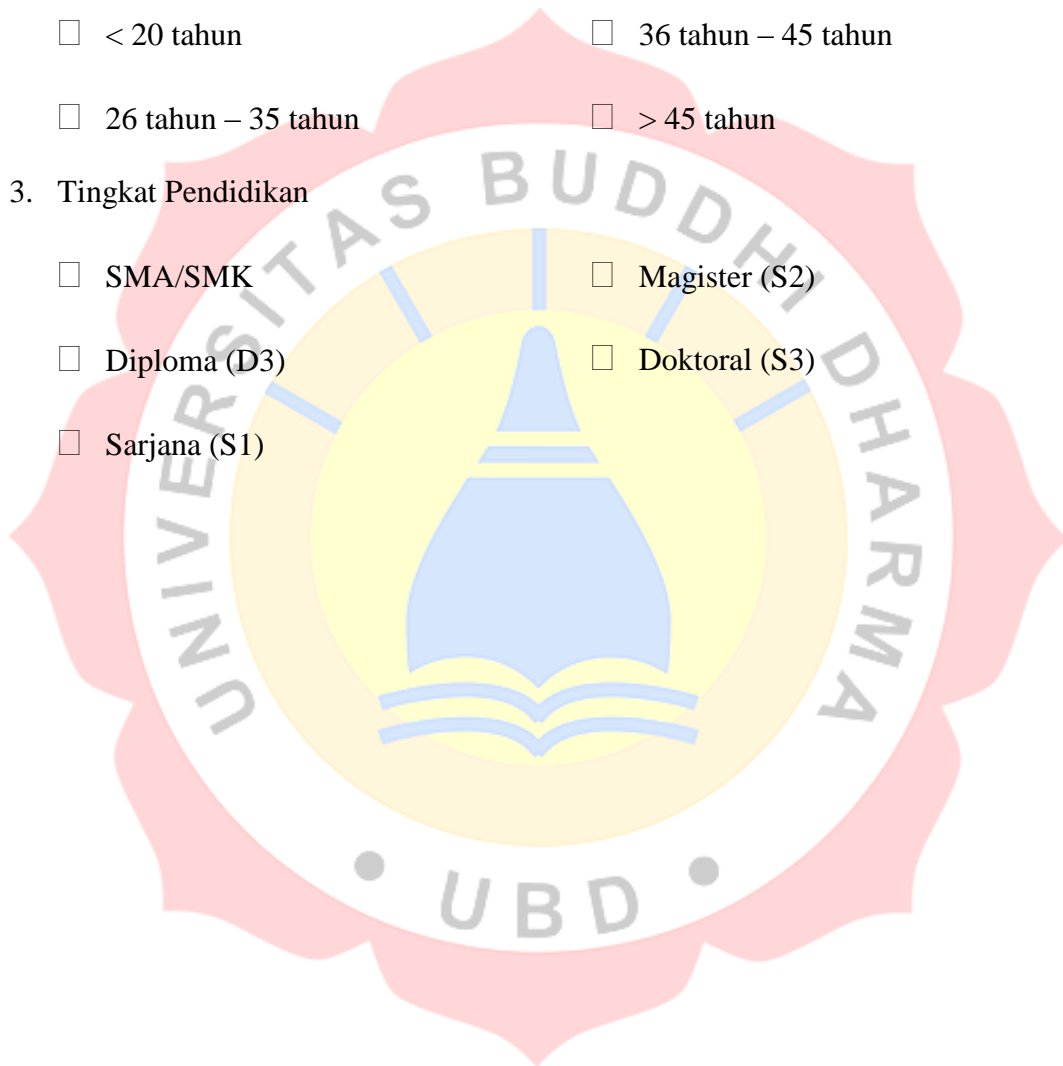 ☐ < 20 tahun ☐ 36 tahun – 45 tahun
☐ 26 tahun – 35 tahun ☐ > 45 tahun
3. Tingkat Pendidikan
☐ SMA/SMK ☐ Magister (S2)
☐ Diploma (D3) ☐ Doktoral (S3)
☐ Sarjana (S1)
UNIVERSITAS BUDDHI DHARMA
• UBD •